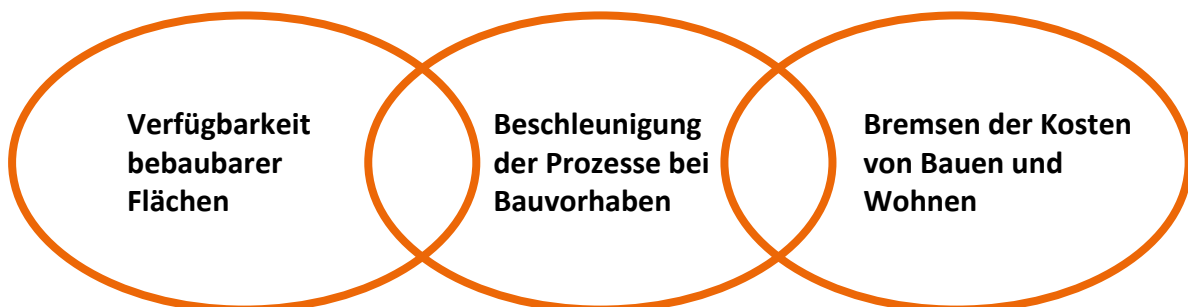 Verfügbarkeit
bebaubarer
Flächen
Beschleunigung
der Prozesse bei
Bauvorhaben
Bremsen der Kosten
von Bauen und
Wohnen